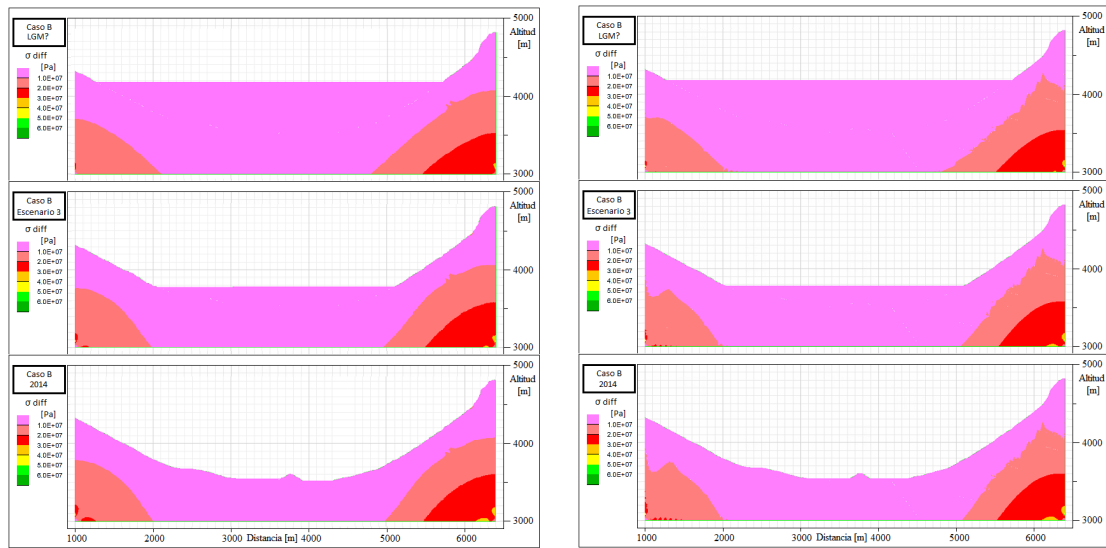 Caso B
LGM?
σ diff
[Pa]
1.0E+07
2.0E+07
3.0E+07
4.0E+07
5.0E+07
6.0E+07
5000
Altitud
[m]
4000
3000
Caso B
Escenario 3
σ diff
[Pa]
1.0E+07
2.0E+07
3.0E+07
4.0E+07
5.0E+07
6.0E+07
5000
Altitud
[m]
4000
3000
Caso B
2014
σ diff
[Pa]
1.0E+07
2.0E+07
3.0E+07
4.0E+07
5.0E+07
6.0E+07
5000
Altitud
[m]
4000
3000
1000 2000 3000 Distancia [m] 4000 5000 6000
Caso B
LGM?
σ diff
[Pa]
1.0E+07
2.0E+07
3.0E+07
4.0E+07
5.0E+07
6.0E+07
5000
Altitud
[m]
4000
3000
Caso B
Escenario 3
σ diff
[Pa]
1.0E+07
2.0E+07
3.0E+07
4.0E+07
5.0E+07
6.0E+07
5000
Altitud
[m]
4000
3000
Caso B
2014
σ diff
[Pa]
1.0E+07
2.0E+07
3.0E+07
4.0E+07
5.0E+07
6.0E+07
5000
Altitud
[m]
4000
3000
1000 2000 3000 Distancia [m] 4000 5000 6000